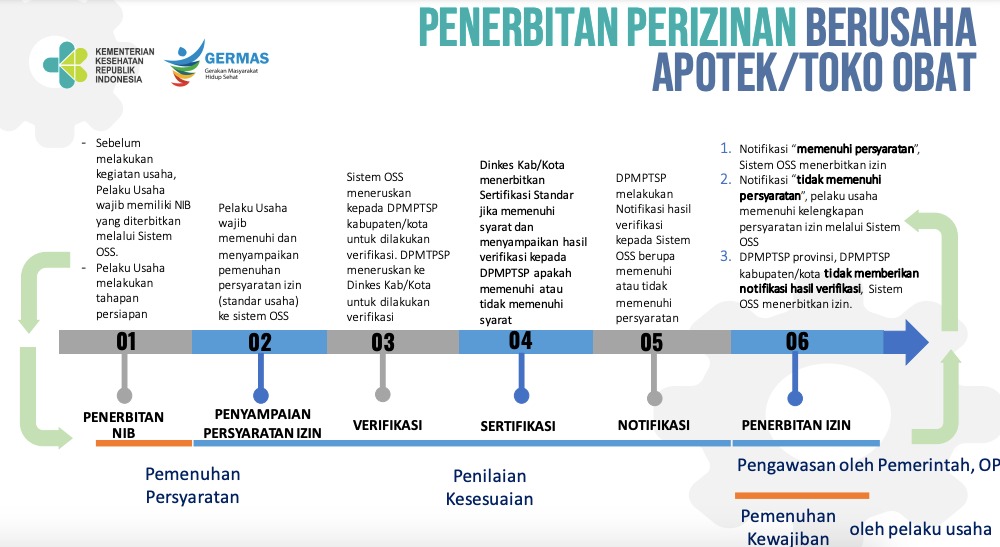 KEMENTERIAN
KESEHATAN
REPUBLIK
INDONESIA
GERMAS
Gerakan Masyarakat
Hidup Sehat
PENERBITAN PERIZINAN BERUSAHA
APOTEK/TOKO OBAT
- Sebelum
melakukan
kegiatan usaha,
Pelaku Usaha
wajib memiliki NIB
yang diterbitkan
melalui Sistem
OSS.
- Pelaku Usaha
melakukan
tahapan
persiapan
Pelaku Usaha
wajib
memenuhi dan
menyampaikan
pemenuhan
persyaratan izin
(standar usaha)
ke sistem OSS
Sistem OSS
meneruskan
kepada DPMPTSP
kabupaten/kota
untuk dilakukan
verifikasi. DPMTPSP
meneruskan ke
Dinkes Kab/Kota
untuk dilakukan
verifikasi
Dinkes Kab/Kota
menerbitkan
Sertifikasi Standar
jika memenuhi
syarat dan
menyampaikan hasil
verifikasi kepada
DPMPTSP apakah
memenuhi atau
tidak memenuhi
syarat
DPMPTSP
melakukan
Notifikasi hasil
verifikasi
kepada Sistem
OSS berupa
memenuhi
atau tidak
memenuhi
persyaratan
1. Notifikasi “memenuhi persyaratan”,
Sistem OSS menerbitkan izin
2. Notifikasi “tidak memenuhi
persyaratan”, pelaku usaha
memenuhi kelengkapan
persyaratan izin melalui Sistem
OSS
3. DPMPTSP provinsi, DPMPTSP
kabupaten/kota tidak memberikan
notifikasi hasil verifikasi, Sistem
OSS menerbitkan izin.
01 02 03 04 05 06
PENERBITAN
NIB
PENYAMPAIAN
PERSYARATAN IZIN
VERIFIKASI
SERTIFIKASI
NOTIFIKASI
PENERBITAN IZIN
Pemenuhan
Persyaratan
Penilaian
Kesesuaian
Pengawasan oleh Pemerintah, OP
Pemenuhan
Kewajiban
oleh pelaku usaha